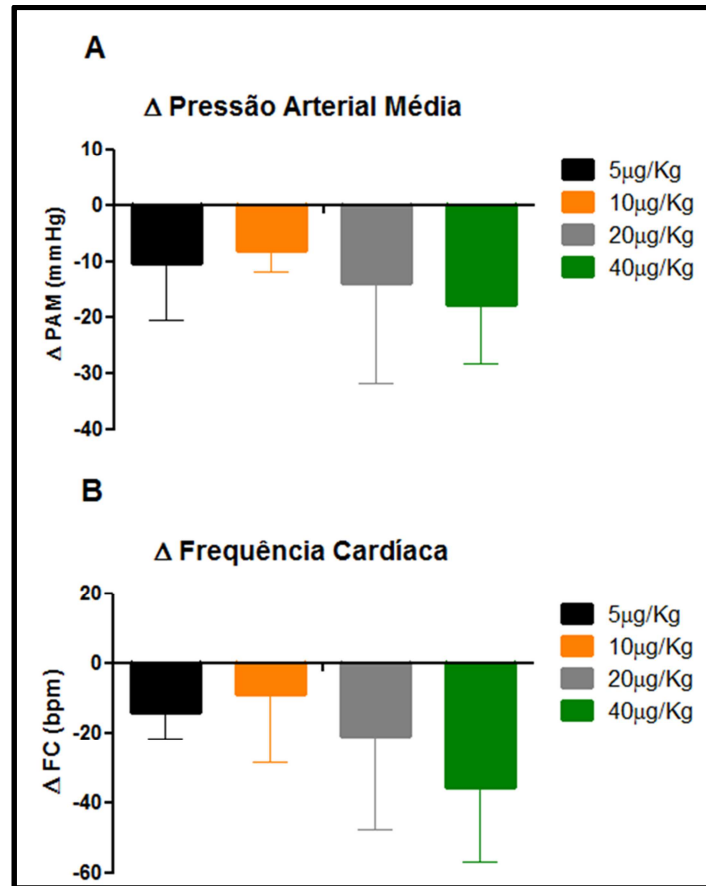 A
Δ Pressão Arterial Média
10
0
-10
-20
-30
-40
Δ PAM (mmHg)
5μg/Kg
10μg/Kg
20μg/Kg
40μg/Kg
B
Δ Frequência Cardíaca
20
0
-20
-40
-60
Δ FC (bpm)
5μg/Kg
10μg/Kg
20μg/Kg
40μg/Kg